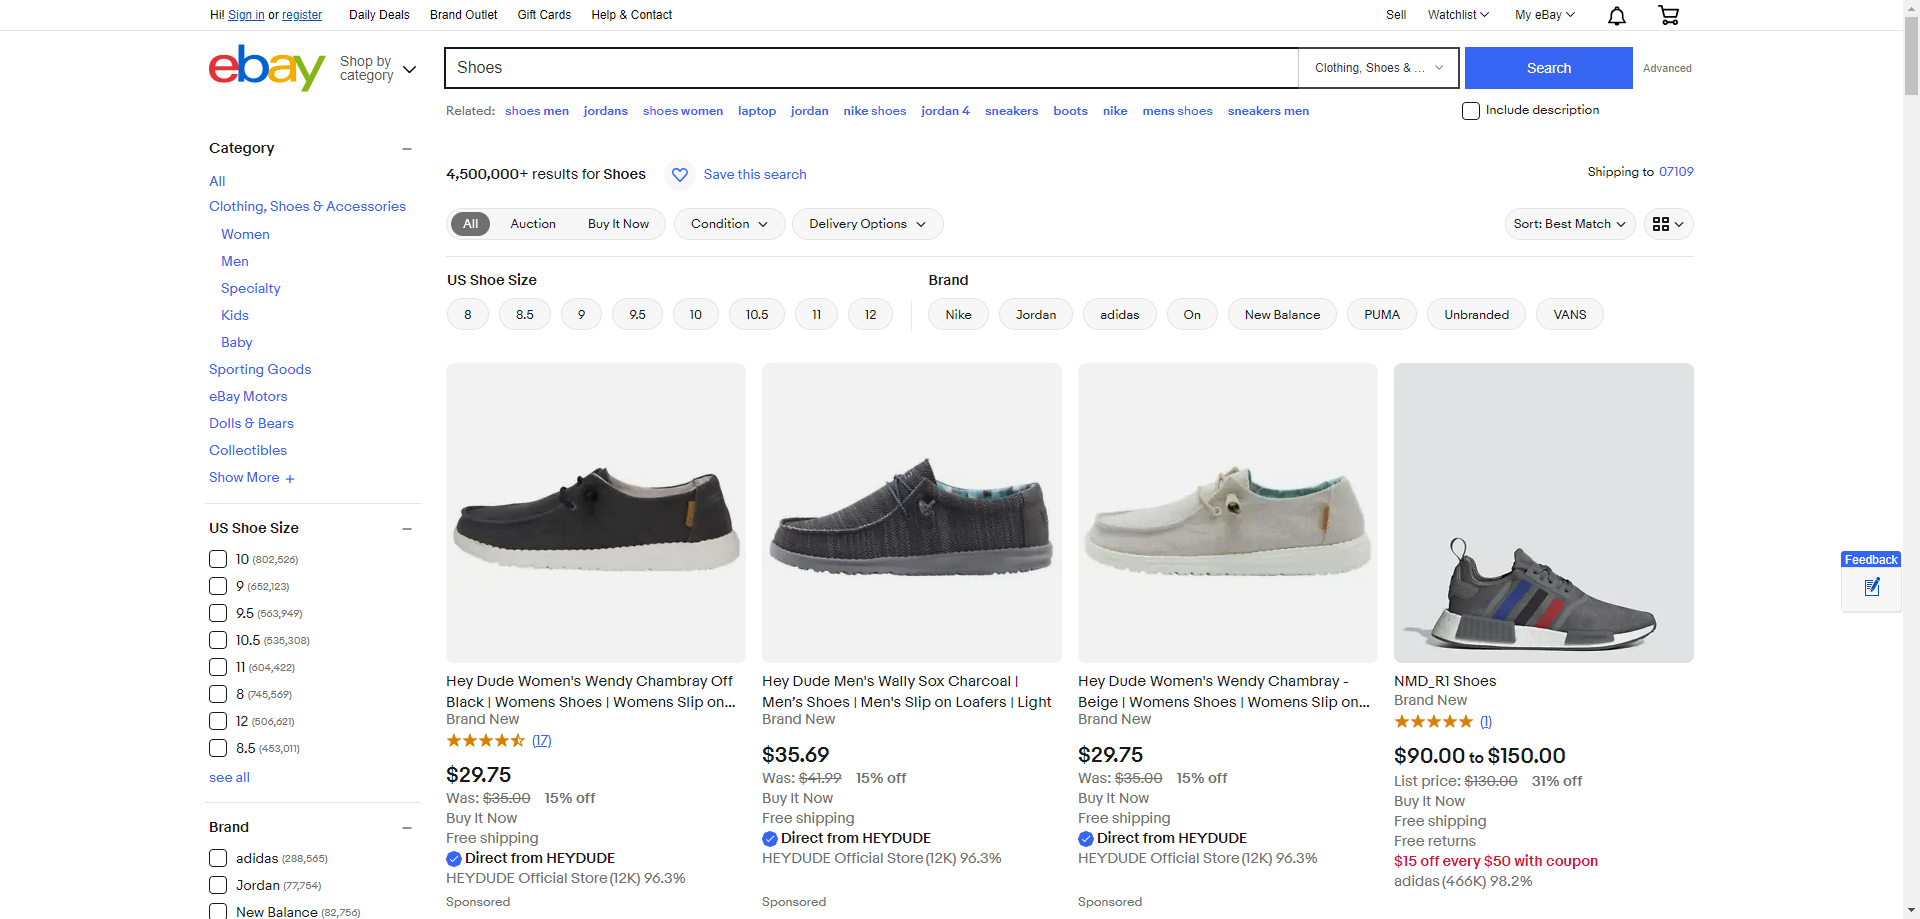 Hi! Sign in or register Daily Deals Brand Outlet Gift Cards Help & Contact Sell Watchlist My eBay
ebay Shop by category Shoes Clothing, Shoes & ... Search Advanced
Related: shoes men jordans shoes women laptop jordan nike shoes jordan 4 sneakers boots nike mens shoes sneakers men Include description
Category
All
Clothing, Shoes & Accessories
Women
Men
Specialty
Kids
Baby
Sporting Goods
eBay Motors
Dolls & Bears
Collectibles
Show More +
US Shoe Size
10 (802,526)
9 (652,123)
9.5 (563,949)
10.5 (535,308)
11 (604,422)
8 (745,569)
12 (506,621)
8.5 (453,011)
see all
Brand
adidas (288,565)
Jordan (77,754)
New Balance (82,756)
4,500,000+ results for Shoes Save this search Shipping to 07109
All Auction Buy It Now Condition Delivery Options Sort: Best Match
US Shoe Size Brand
8 8.5 9 9.5 10 10.5 11 12 Nike Jordan adidas On New Balance PUMA Unbranded VANS
Hey Dude Women's Wendy Chambray Off
Black | Womens Shoes | Womens Slip on...
Brand New
(17)
$29.75
Was: $35.00 15% off
Buy It Now
Free shipping
Direct from HEYDUDE
HEYDUDE Official Store (12K) 96.3%
Sponsored
Hey Dude Men's Wally Sox Charcoal |
Men's Shoes | Men's Slip on Loafers | Light
Brand New
$35.69
Was: $41.99 15% off
Buy It Now
Free shipping
Direct from HEYDUDE
HEYDUDE Official Store (12K) 96.3%
Sponsored
Hey Dude Women's Wendy Chambray -
Beige | Womens Shoes | Womens Slip on...
Brand New
$29.75
Was: $35.00 15% off
Buy It Now
Free shipping
Direct from HEYDUDE
HEYDUDE Official Store (12K) 96.3%
Sponsored
NMD_R1 Shoes
Brand New
(1)
$90.00 to $150.00
List price: $130.00 31% off
Buy It Now
Free shipping
Free returns
$15 off every $50 with coupon
adidas (466K) 98.2%
Feedback